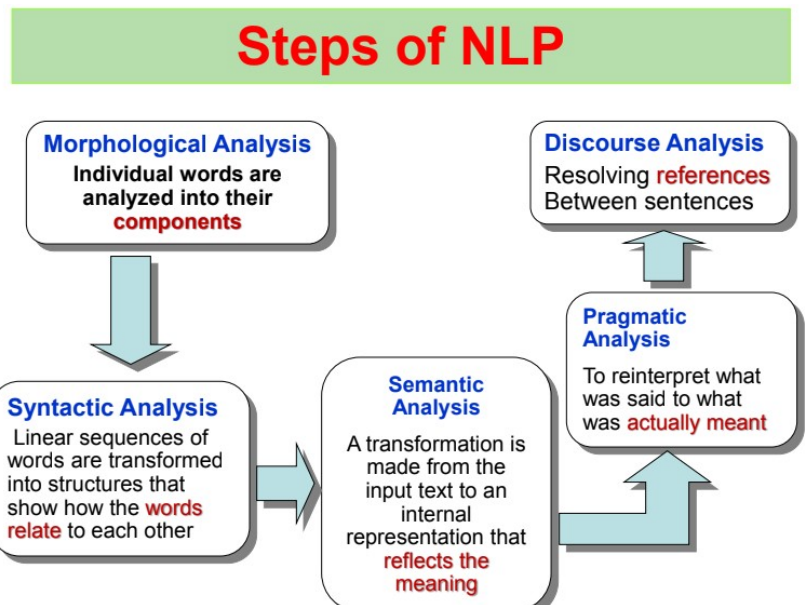 Steps of NLP
Morphological Analysis
Individual words are
analyzed into their
components
Syntactic Analysis
Linear sequences of
words are transformed
into structures that
show how the words
relate to each other
Semantic
Analysis
A transformation is
made from the
input text to an
internal
representation that
reflects the
meaning
Pragmatic
Analysis
To reinterpret what
was said to what
was actually meant
Discourse Analysis
Resolving references
Between sentences